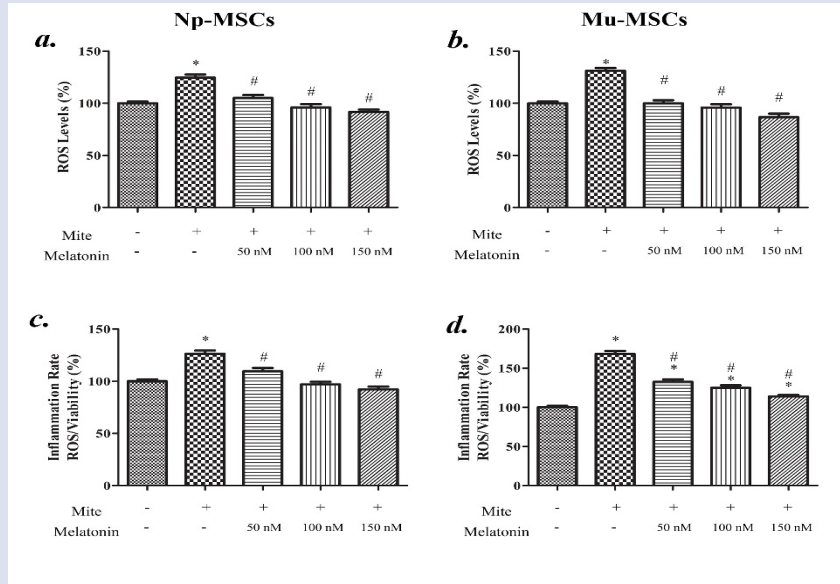 Np-MSCs
Mu-MSCs
a.
150
100
50
0
ROS Levels (%)
*
#
#
#
Mite - + + + +
Melatonin - - 50 nM 100 nM 150 nM
b.
150
100
50
0
ROS Levels (%)
*
#
#
#
Mite - + + + +
Melatonin - - 50 nM 100 nM 150 nM
c.
150
100
50
0
Inflammation Rate
ROS/Viability (%)
*
#
#
#
Mite - + + + +
Melatonin - - 50 nM 100 nM 150 nM
d.
200
150
100
50
0
Inflammation Rate
ROS/Viability (%)
*
# # #
* * *
Mite - + + + +
Melatonin - - 50 nM 100 nM 150 nM